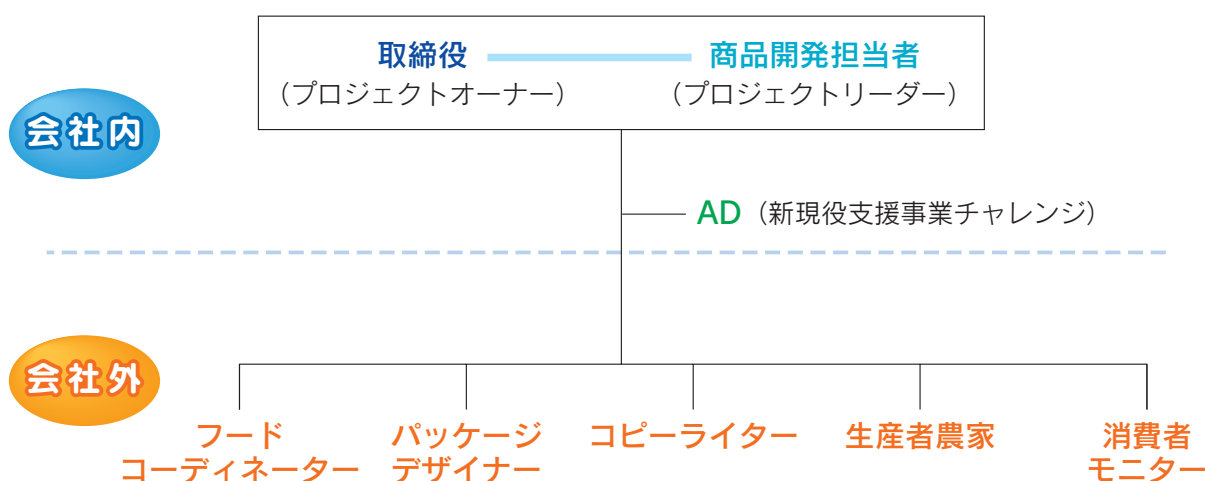 取締役 商品開発担当者
（プロジェクトオーナー） （プロジェクトリーダー）
会社内
AD（新現役支援事業チャレンジ）
会社外
フード
コーディネーター
パッケージ
デザイナー
コピーライター
生産者農家
消費者
モニター